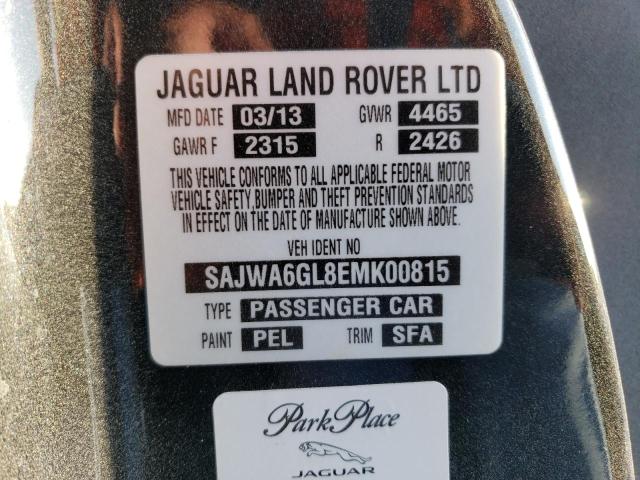 JAGUAR LAND ROVER LTD
MFD DATE 03/13 GVWR 4465
GAWR F 2315 R 2426
THIS VEHICLE CONFORMS TO ALL APPLICABLE FEDERAL MOTOR
VEHICLE SAFETY, BUMPER AND THEFT PREVENTION STANDARDS
IN EFFECT ON THE DATE OF MANUFACTURE SHOWN ABOVE.
VEH IDENT NO
SAJWA6GL8EMK00815
TYPE PASSENGER CAR
PAINT PEL TRIM SFA
Park Place
JAGUAR